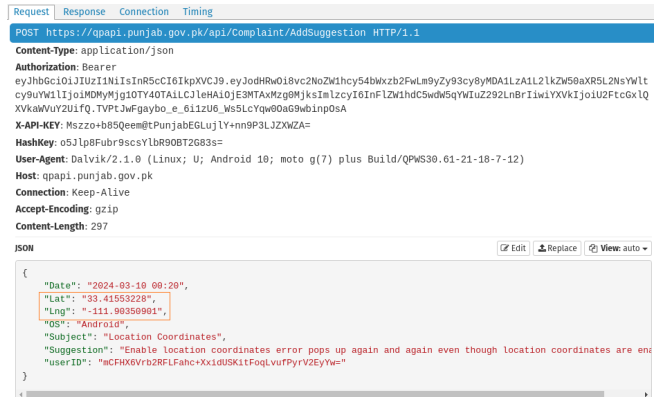 Request Response Connection Timing
POST https://qpapi.punjab.gov.pk/api/Complaint/AddSuggestion HTTP/1.1
Content-Type: application/json
Authorization: Bearer
eyJhbGciOiJIUzI1NiIsInR5cCI6IkpXVCJ9.eyJodHRwOi8vc2NoZW1hcy54bWxzb2FwLm9yZy93cy8yMDA1LzA1L2lkZW50aXR5L2NsYWlt
cy9uYW1lIjoiMDMyMjg1OTY4OTAiLCJleHAiOjE3MTAxMzg0MjksImlzcyI6InFlZW1hdC5wdW5qYWIuZ292LnBrIiwiYXVkIjoiU2FtcGxlQ
XVkaWVuY2UifQ.TVPtJwFgaybo_e_6i1zU6_Ws5LcYqw0OaG9wbinpOsA
X-API-KEY: Mszzo+b85Qeem@tPunjabEGLujlY+nn9P3LJZXWZA=
HashKey: o5Jlp8Fubr9scsYlbR9OBT2G83s=
User-Agent: Dalvik/2.1.0 (Linux; U; Android 10; moto g(7) plus Build/QPWS30.61-21-18-7-12)
Host: qpapi.punjab.gov.pk
Connection: Keep-Alive
Accept-Encoding: gzip
Content-Length: 297
JSON Edit Replace View: auto
{
"Date": "2024-03-10 00:20",
"Lat": "33.41553228",
"Lng": "-111.90350901",
"OS": "Android",
"Subject": "Location Coordinates",
"Suggestion": "Enable location coordinates error pops up again and again even though location coordinates are ena
"userID": "mCFHX6Vrb2RFLFahc+XxidUSKitFoqLvufPyrV2EyYw="
}